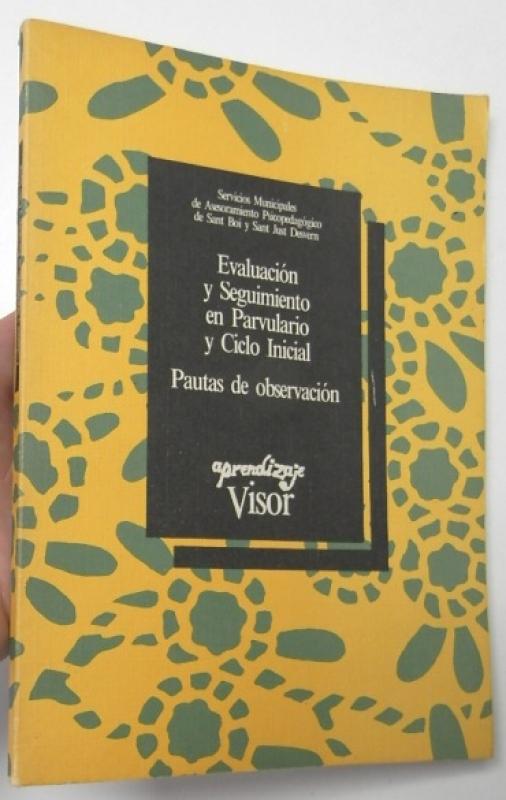 Servicios Municipales
de Asesoramiento Psicopedagógico
de Sant Boi y Sant Just Desvern
Evaluación
y Seguimiento
en Parvulario
y Ciclo Inicial
Pautas de observación
aprendizaje
Visor